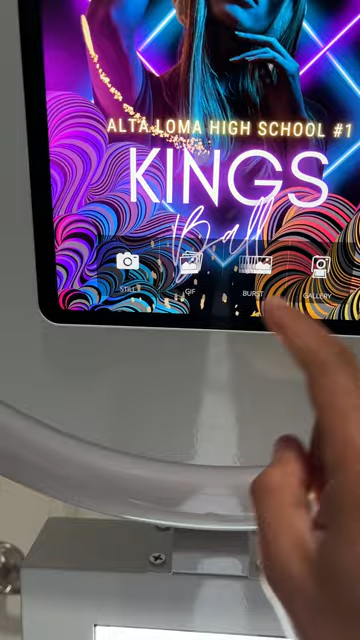 ALTA LOMA HIGH SCHOOL #1
KINGS
Ball
STILL
GIF
BURST
GALLERY